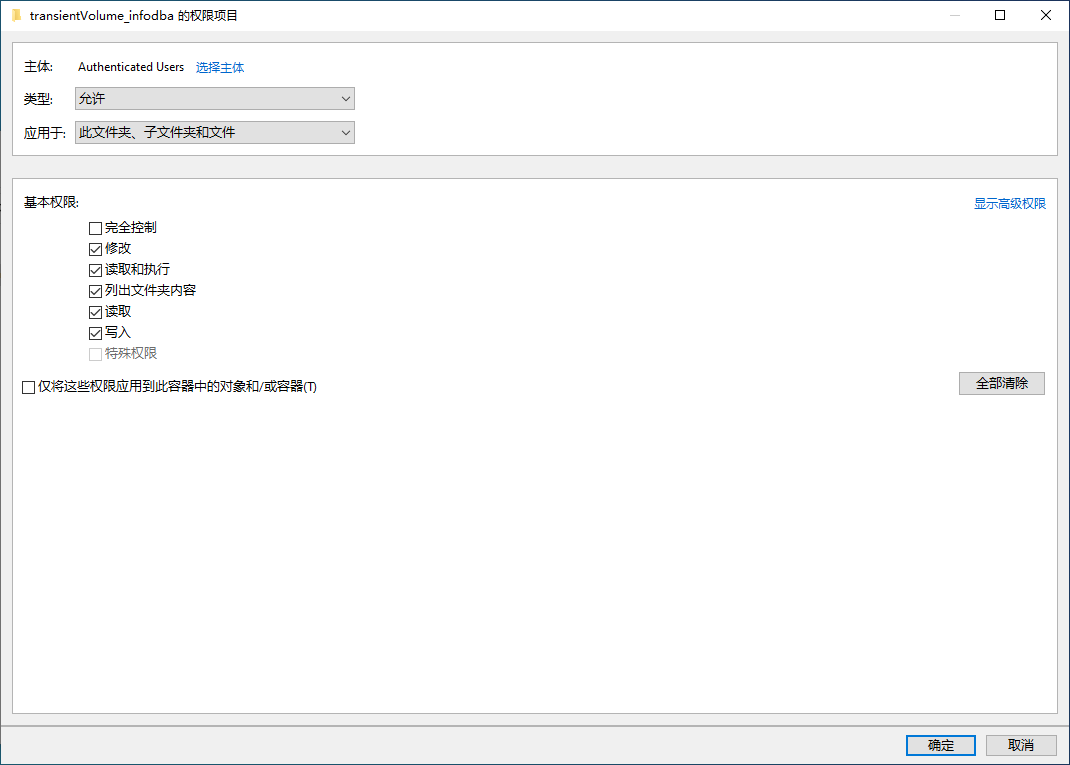 transientVolume_infodba 的权限项目
主体: Authenticated Users 选择主体
类型: 允许
应用于: 此文件夹、子文件夹和文件
基本权限: 显示高级权限
完全控制
修改
读取和执行
列出文件夹内容
读取
写入
特殊权限
仅将这些权限应用到此容器中的对象和/或容器(T) 全部清除
确定 取消